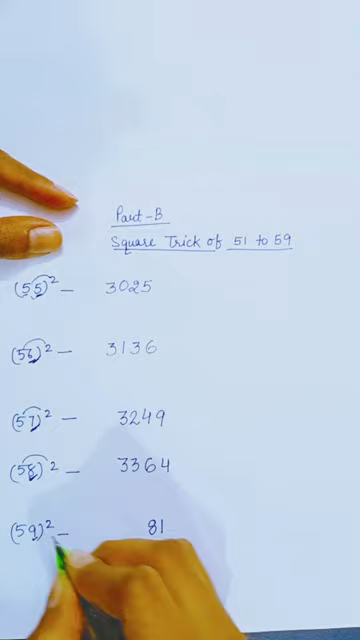 Part-B
Square Trick of 51 to 59
(55)² - 3025
(56)² - 3136
(57)² - 3249
(58)² - 3364
(59)² - 81